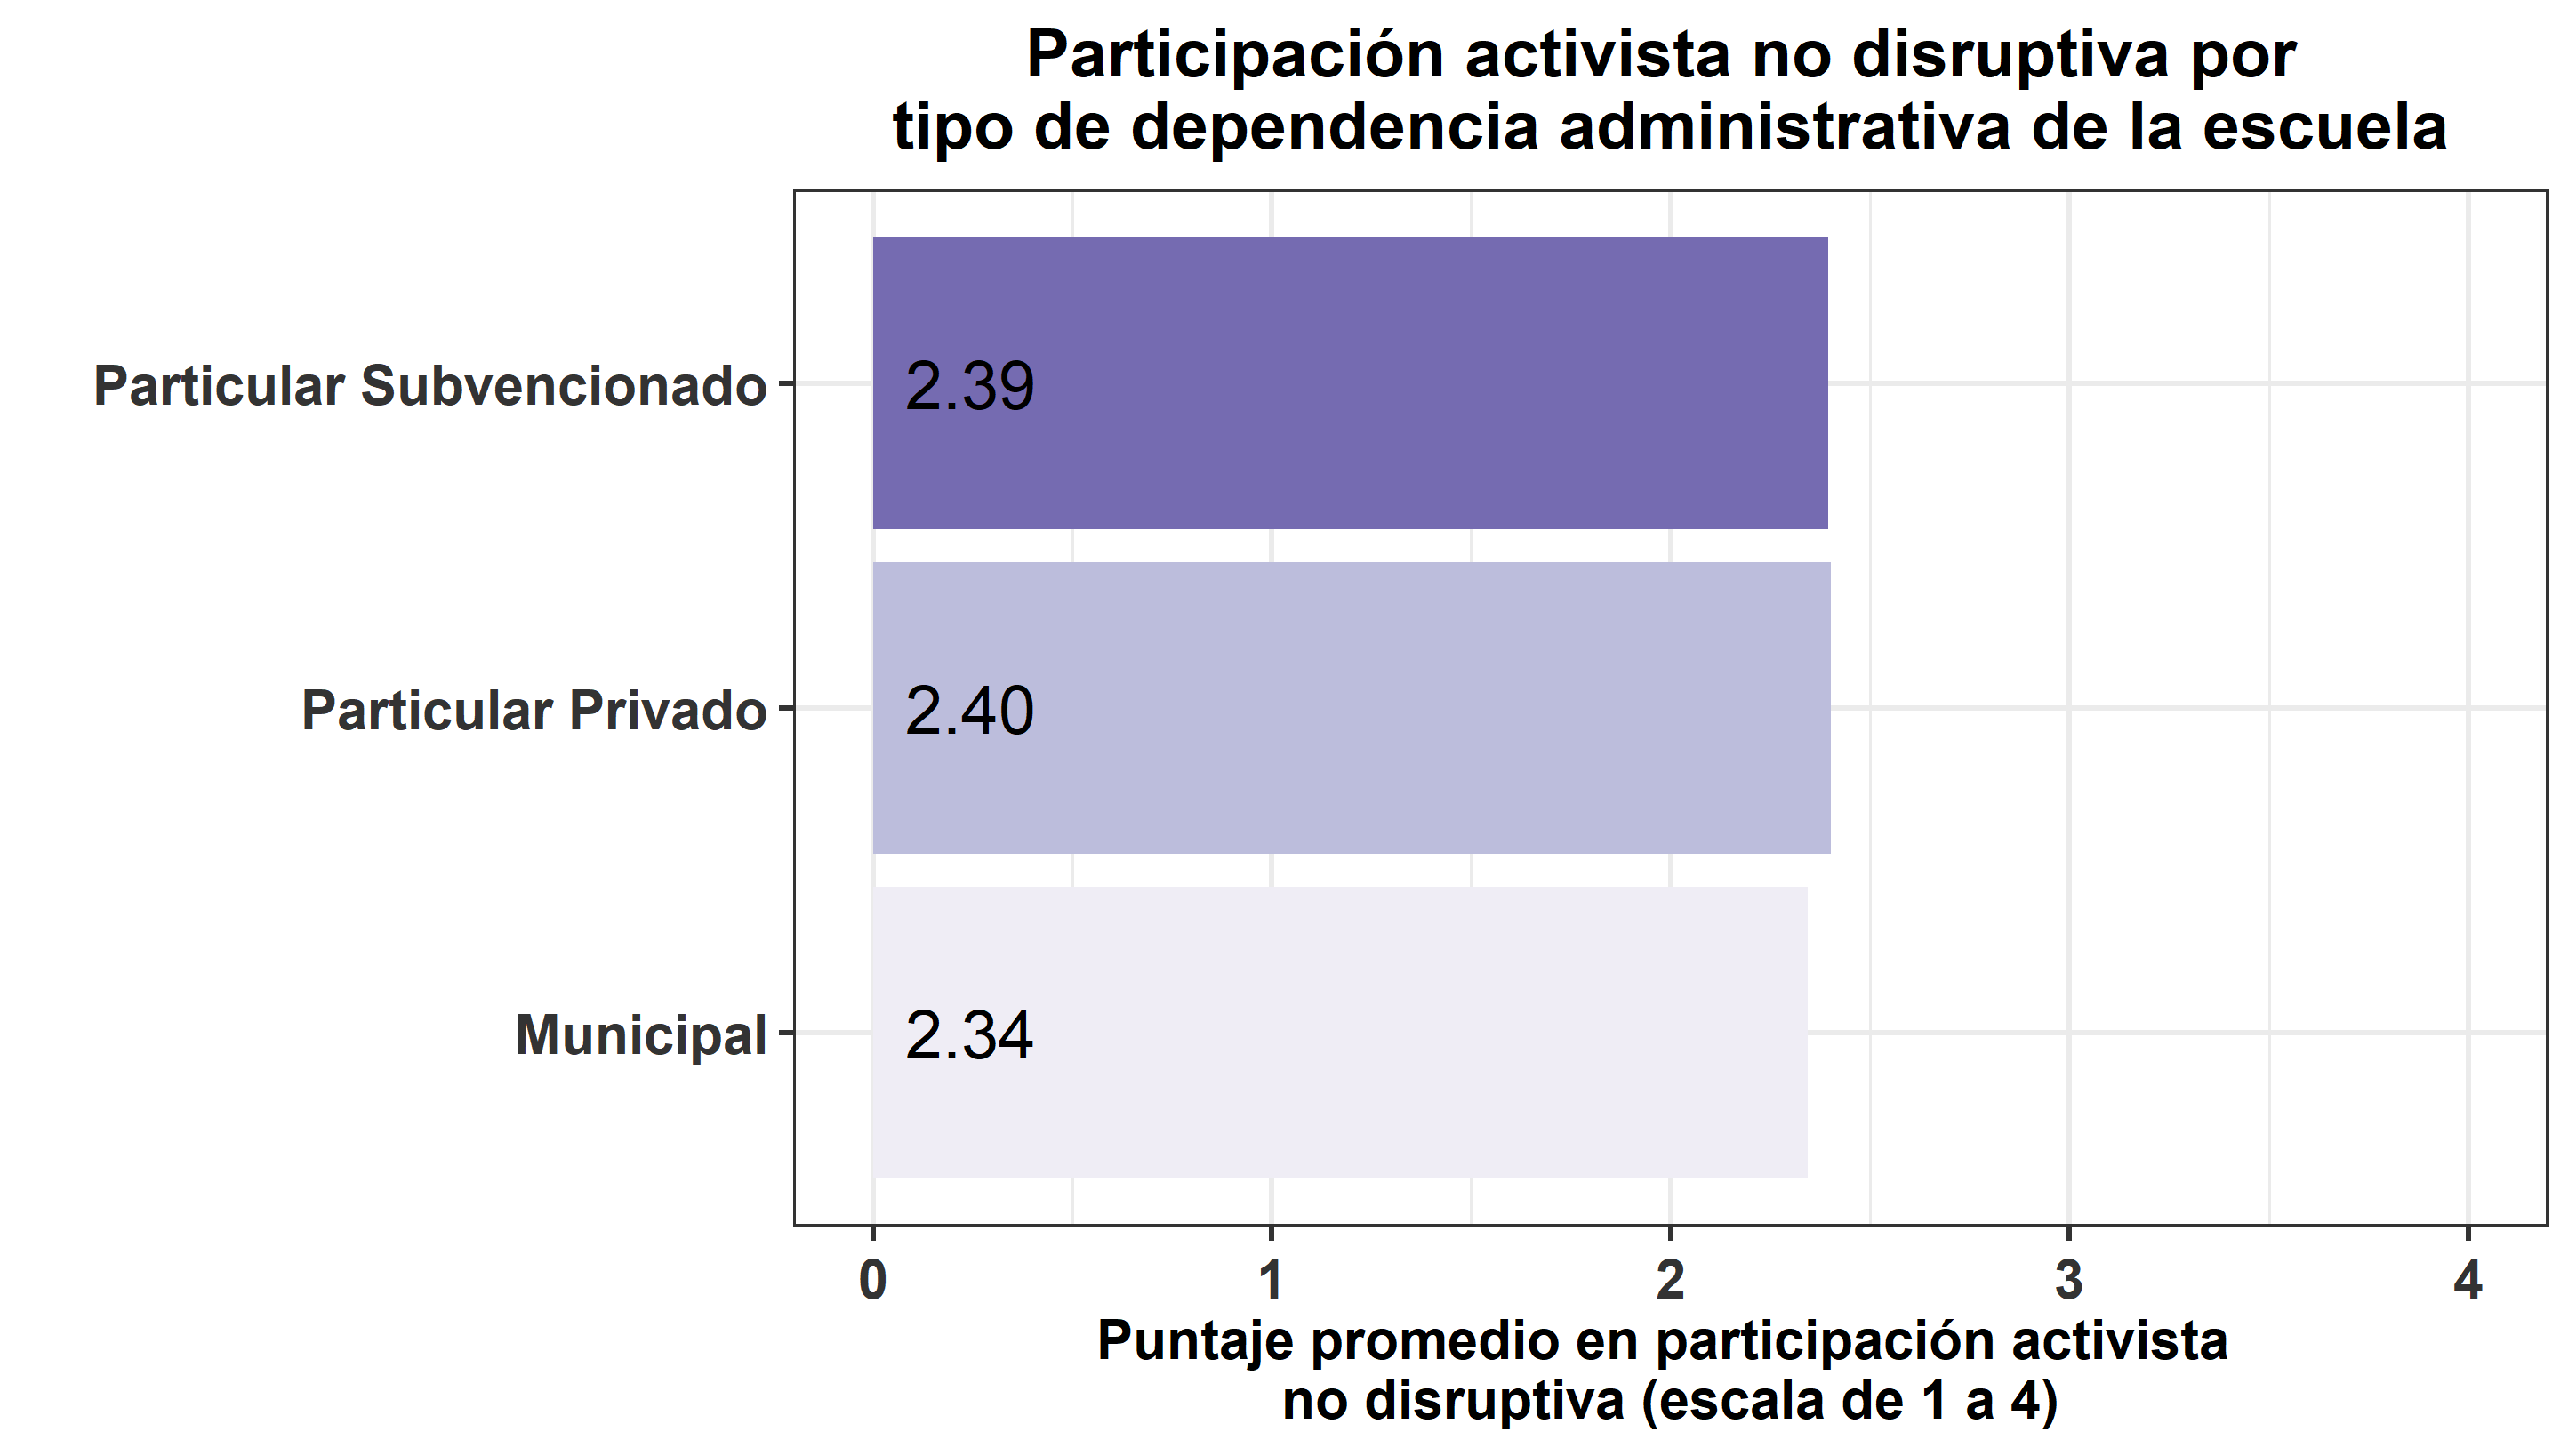 Participación activista no disruptiva por
tipo de dependencia administrativa de la escuela
Particular Subvencionado
2.39
Particular Privado
2.40
Municipal
2.34
0 1 2 3 4
Puntaje promedio en participación activista
no disruptiva (escala de 1 a 4)